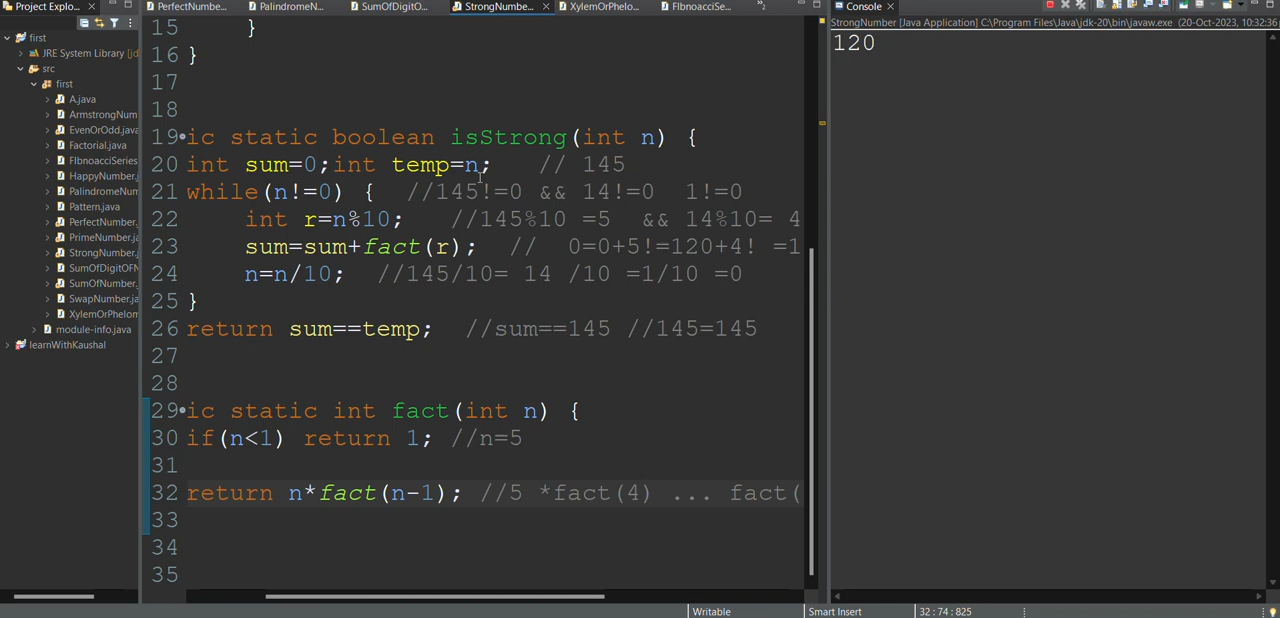 Project Explo...
PerfectNumbe...
PalindromeN...
SumOfDigitO...
StrongNumbe...
XylemOrPhelo...
FIbnoacciSe...
Console
StrongNumber [Java Application] C:\Program Files\Java\jdk-20\bin\javaw.exe (20-Oct-2023, 10:32:36
120
first
JRE System Library [jd
src
first
A.java
ArmstrongNum
EvenOrOdd.java
Factorial.java
FIbnoacciSeries
HappyNumber.j
PalindromeNum
Pattern.java
PerfectNumber.
PrimeNumber.ja
StrongNumber.j
SumOfDigitOFN
SumOfNumber.
SwapNumber.ja
XylemOrPhelom
module-info.java
learnWithKaushal
15 }
16 }
17
18
19 ic static boolean isStrong(int n) {
20 int sum=0;int temp=n; // 145
21 while(n!=0) { //145!=0 && 14!=0 1!=0
22 int r=n%10; //145%10 =5 && 14%10= 4
23 sum=sum+fact(r); // 0=0+5!=120+4! =1
24 n=n/10; //145/10= 14 /10 =1/10 =0
25 }
26 return sum==temp; //sum==145 //145=145
27
28
29 ic static int fact(int n) {
30 if(n<1) return 1; //n=5
31
32 return n*fact(n-1); //5 *fact(4) ... fact(
33
34
35
Writable
Smart Insert
32 : 74 : 825